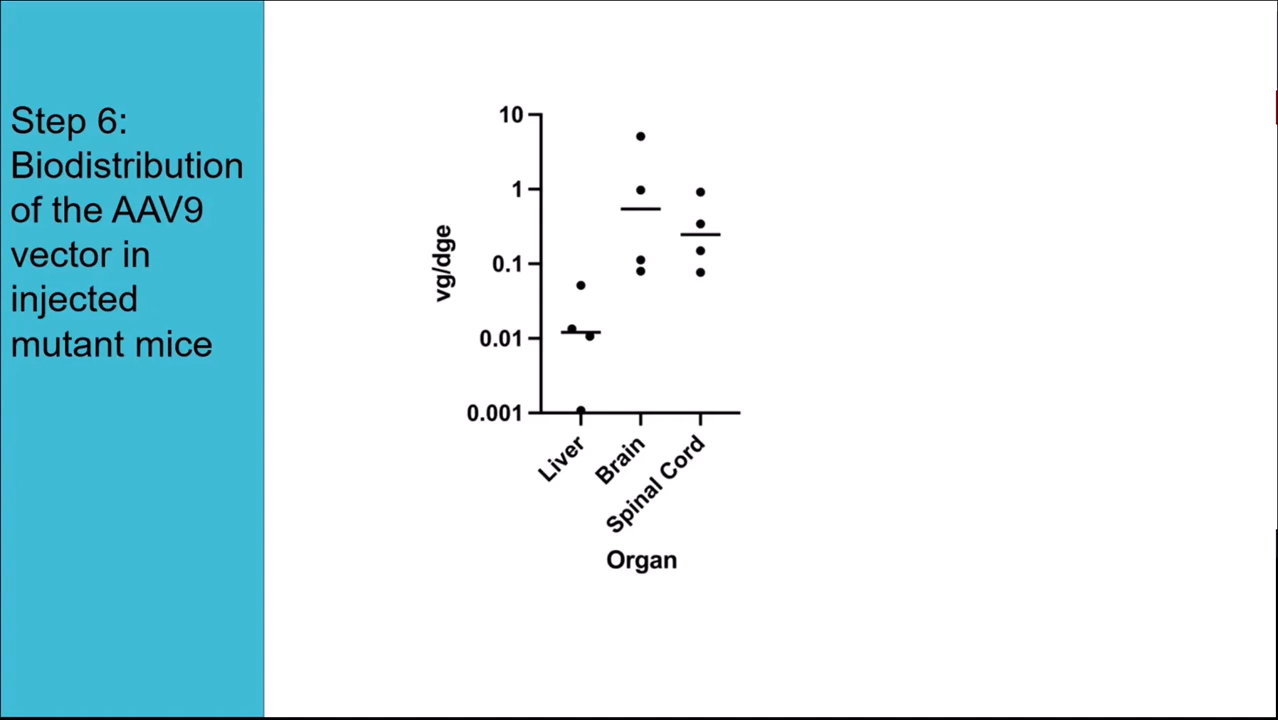 Step 6:
Biodistribution
of the AAV9
vector in
injected
mutant mice
10
1
0.1
0.01
0.001
vg/dge
Liver
Brain
Spinal Cord
Organ